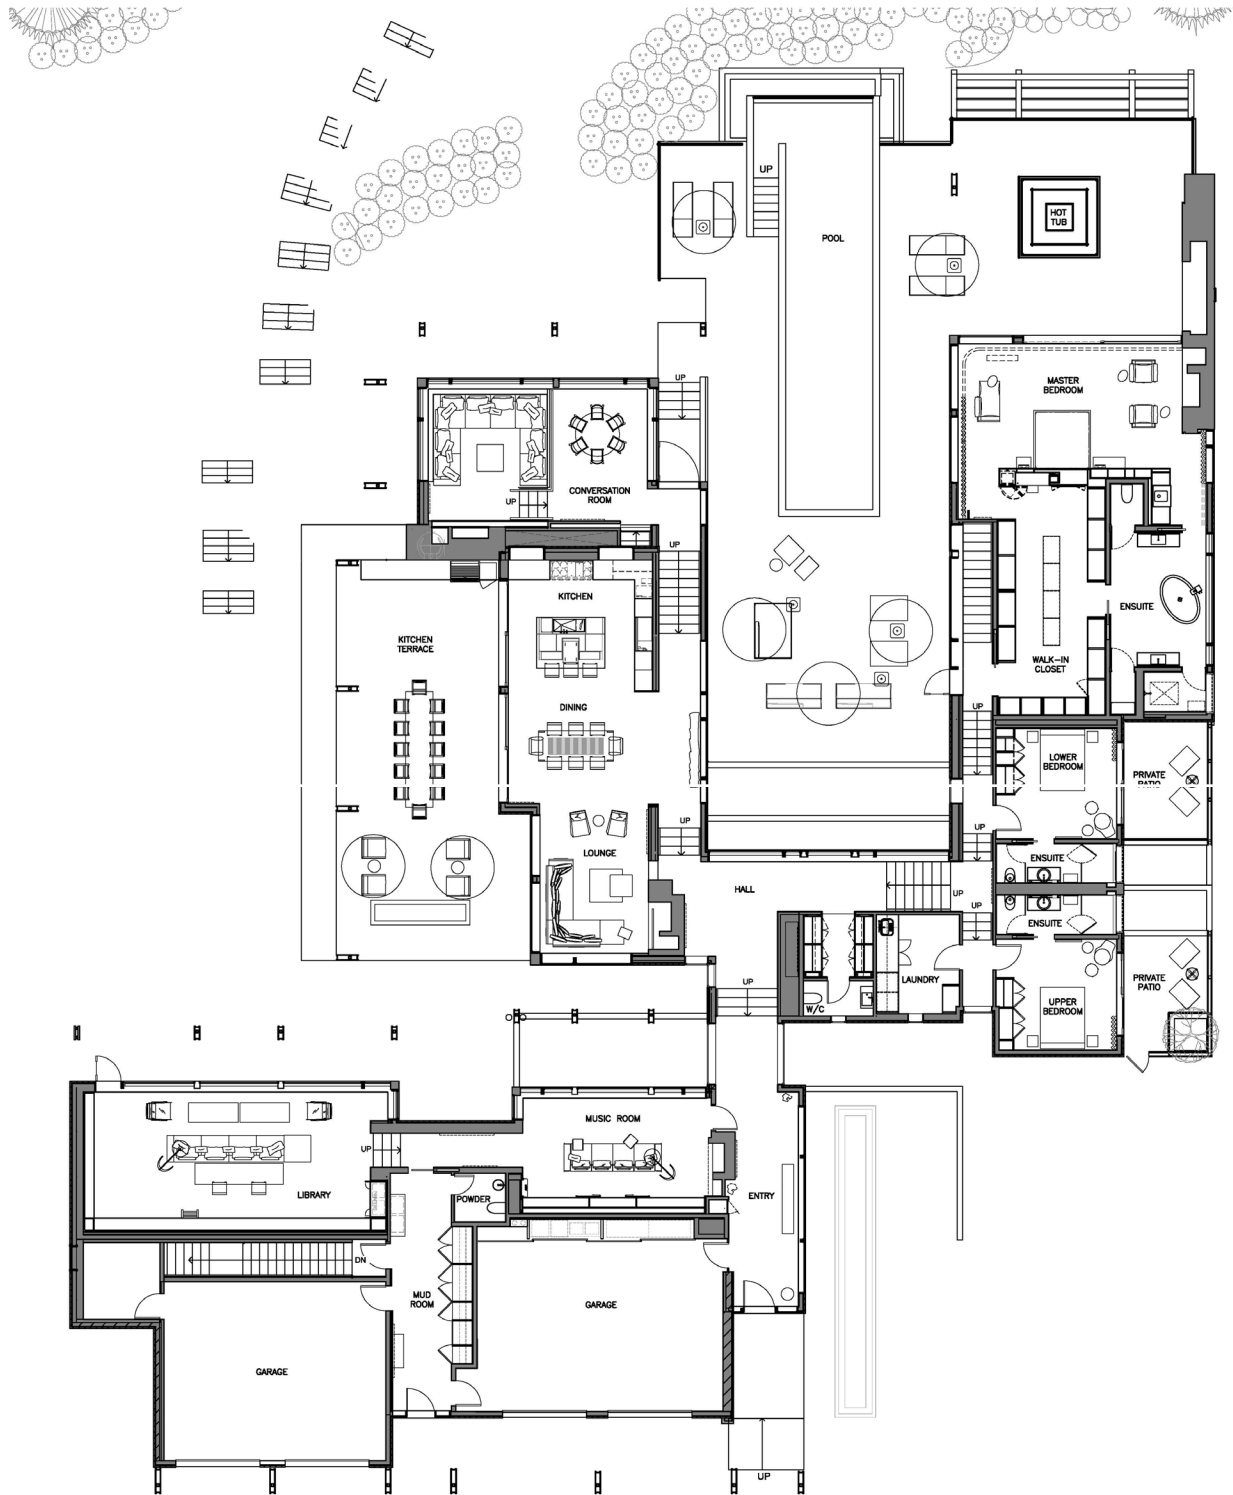 UP
POOL
HOT
TUB
UP
MASTER
BEDROOM
UP
CONVERSATION
ROOM
UP
KITCHEN
KITCHEN
TERRACE
ENSUITE
WALK-IN
CLOSET
DINING
UP
LOWER
BEDROOM
PRIVATE
PATIO
UP
UP
LOUNGE
ENSUITE
HALL
UP
UP
ENSUITE
LAUNDRY
PRIVATE
PATIO
UP
UPPER
BEDROOM
W/C
MUSIC ROOM
UP
LIBRARY
POWDER
ENTRY
DN
MUD
ROOM
GARAGE
GARAGE
UP